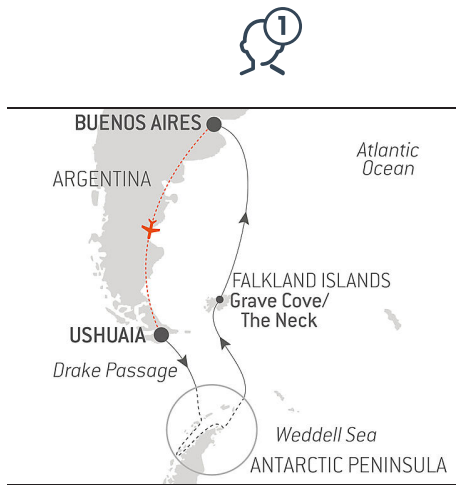 1
BUENOS AIRES
Atlantic
Ocean
ARGENTINA
FALKLAND ISLANDS
Grave Cove/
The Neck
USHUAIA
Drake Passage
Weddell Sea
ANTARCTIC PENINSULA